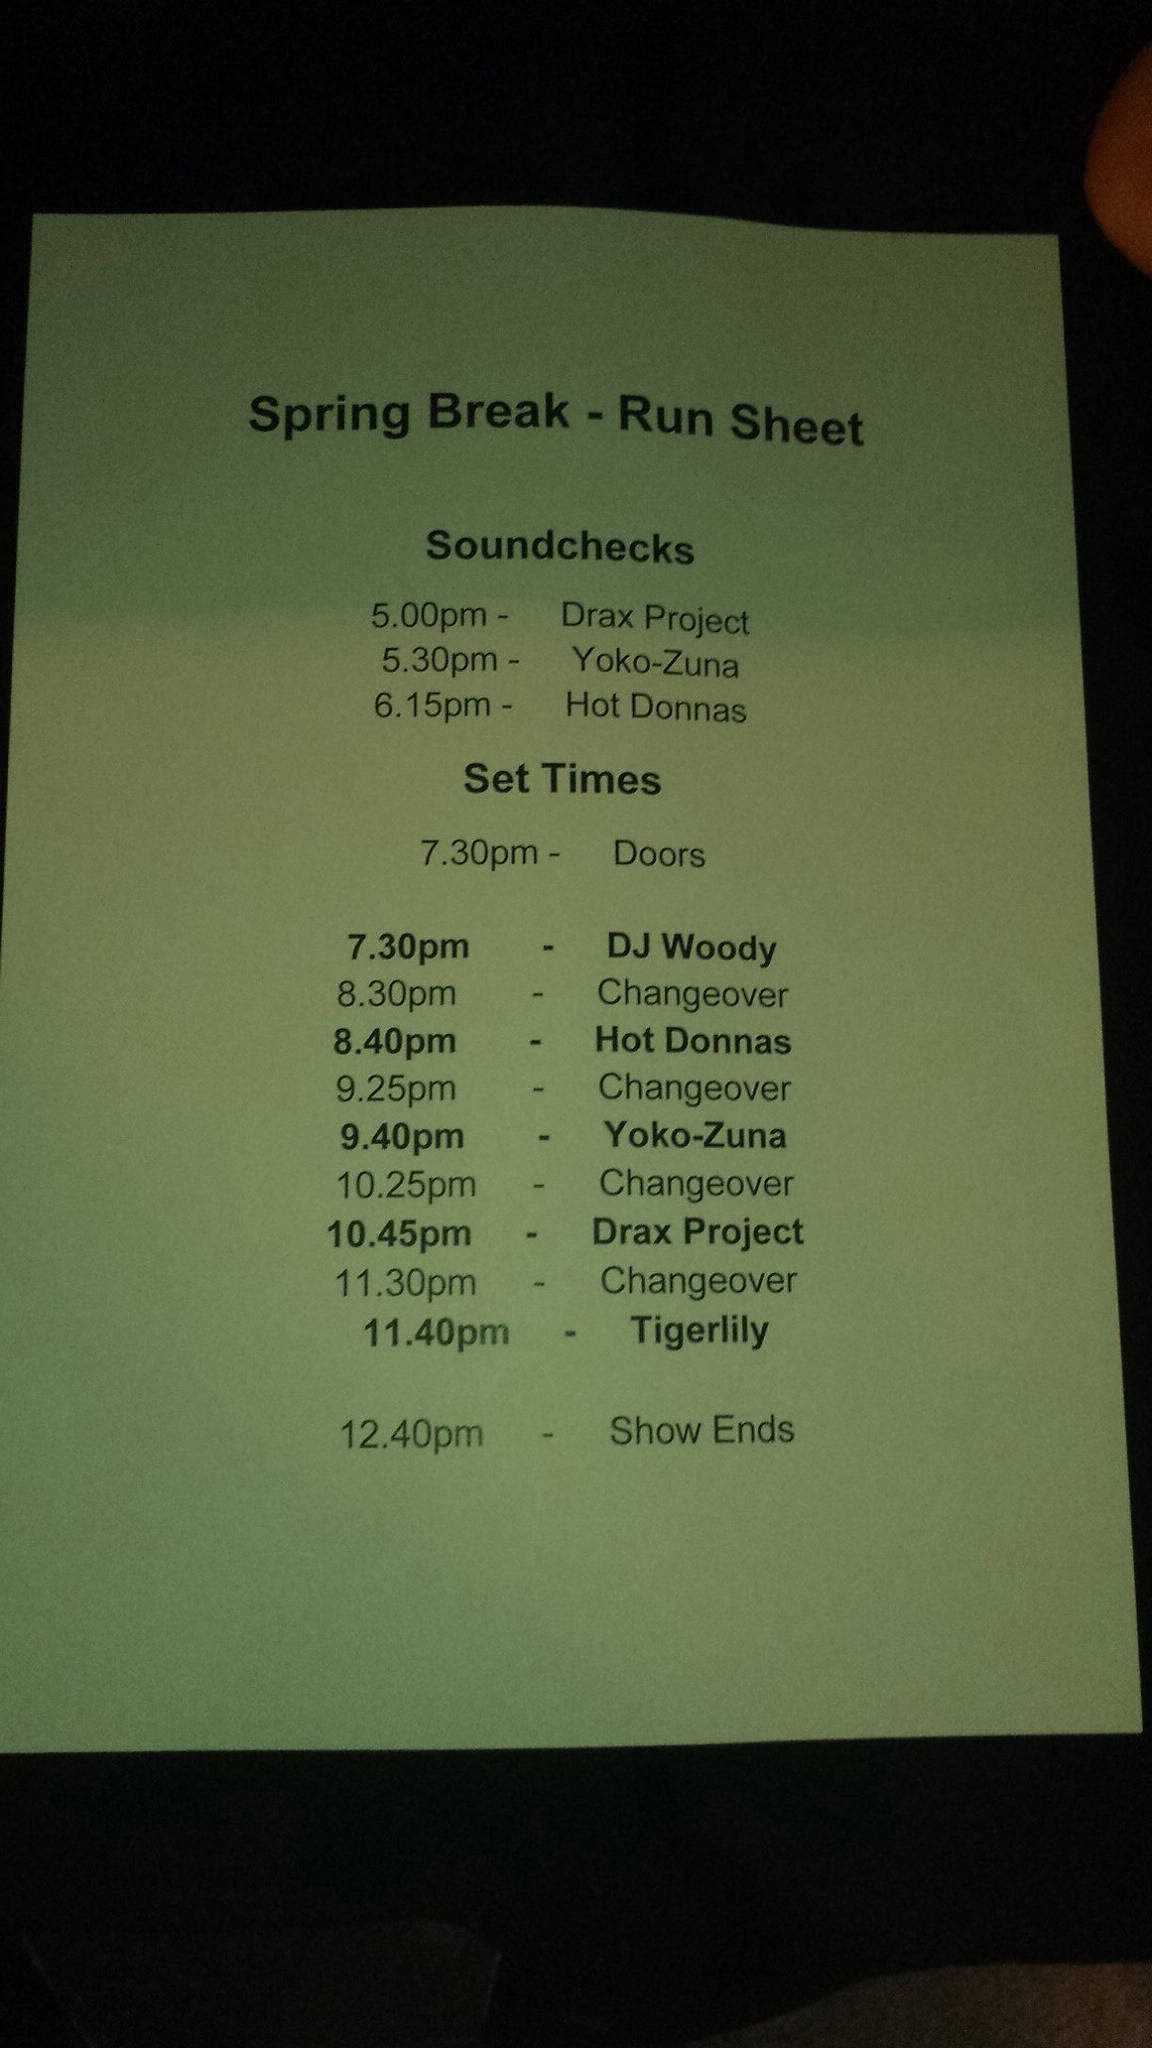 Spring Break - Run Sheet
Soundchecks
5.00pm - Drax Project
5.30pm - Yoko-Zuna
6.15pm - Hot Donnas
Set Times
7.30pm - Doors
7.30pm - DJ Woody
8.30pm - Changeover
8.40pm - Hot Donnas
9.25pm - Changeover
9.40pm - Yoko-Zuna
10.25pm - Changeover
10.45pm - Drax Project
11.30pm - Changeover
11.40pm - Tigerlily
12.40pm - Show Ends